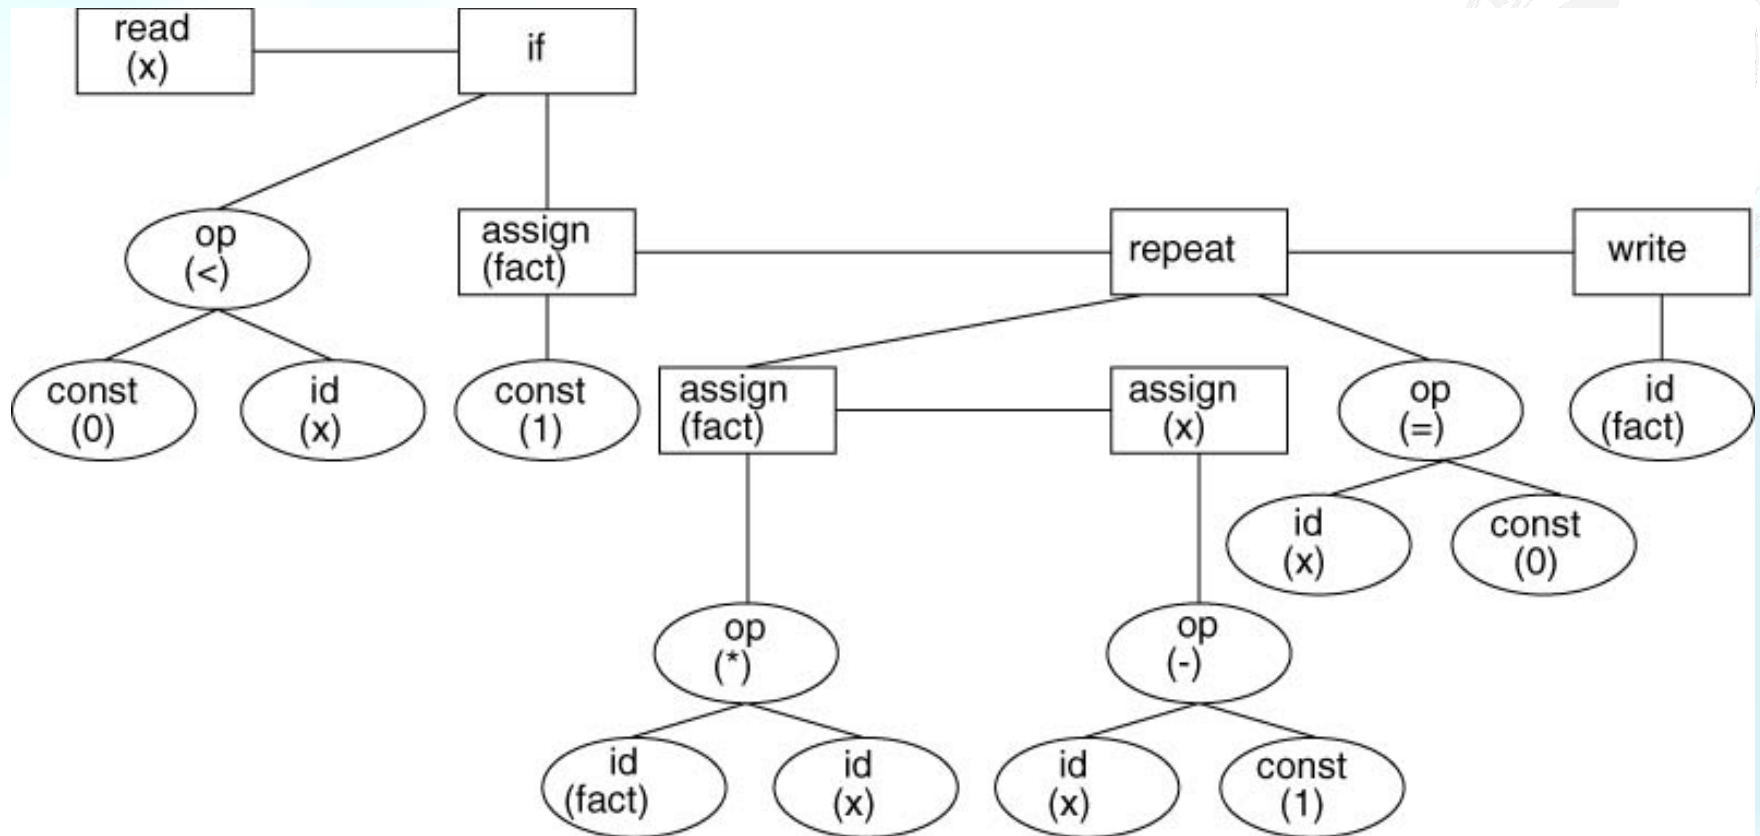 read
(x)
if
op
(<)
assign
(fact)
repeat
write
const
(0)
id
(x)
const
(1)
assign
(fact)
assign
(x)
op
(=)
id
(fact)
id
(x)
const
(0)
op
(*)
op
(-)
id
(fact)
id
(x)
id
(x)
const
(1)